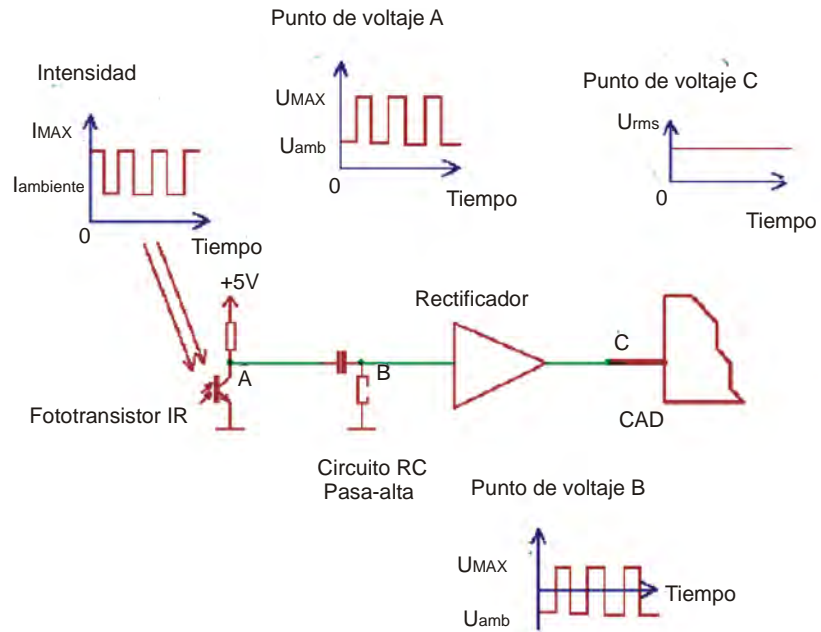 Punto de voltaje A
Intensidad
IMAX
Iambiente
0
Tiempo
UMAX
Uamb
0
Tiempo
Punto de voltaje C
Urms
0
Tiempo
+5V
Rectificador
A
B
C
Fototransistor IR
CAD
Circuito RC
Pasa-alta
Punto de voltaje B
UMAX
Tiempo
Uamb